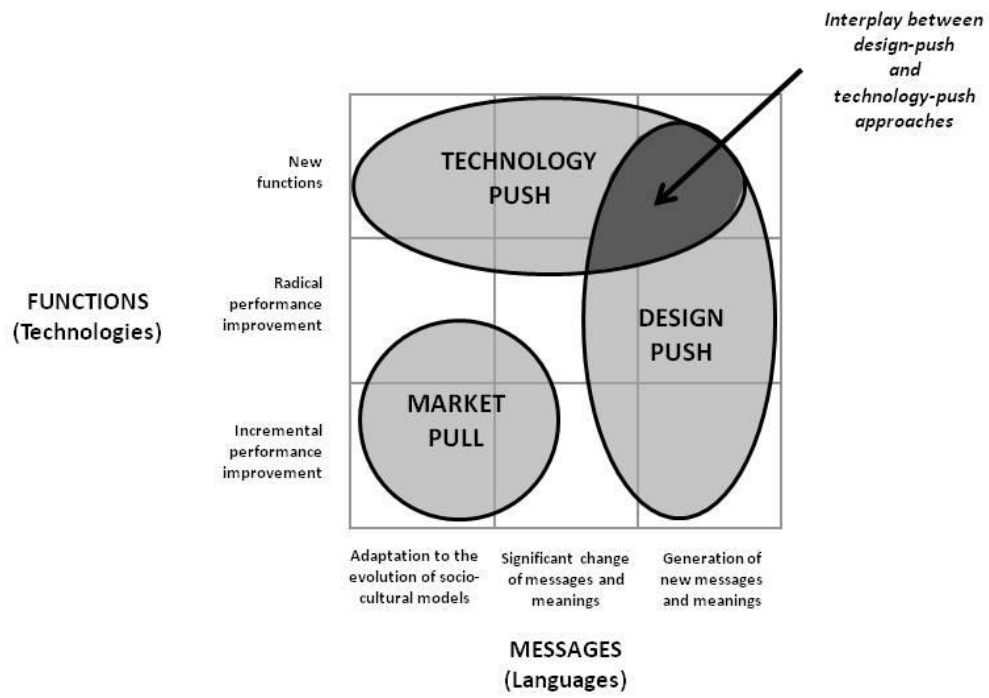 Interplay between
design-push
and
technology-push
approaches
TECHNOLOGY
PUSH
New
functions
Radical
performance
improvement
FUNCTIONS
(Technologies)
DESIGN
PUSH
MARKET
PULL
Incremental
performance
improvement
Adaptation to the
evolution of socio-
cultural models
Significant change
of messages and
meanings
Generation of
new messages
and meanings
MESSAGES
(Languages)